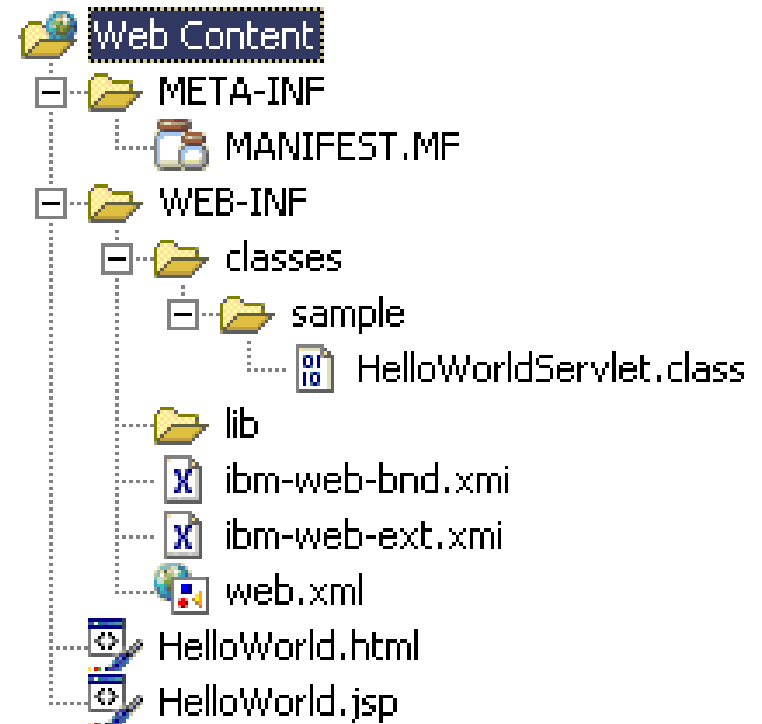 Web Content
META-INF
MANIFEST.MF
WEB-INF
classes
sample
HelloWorldServlet.class
lib
ibm-web-bnd.xmi
ibm-web-ext.xmi
web.xml
HelloWorld.html
HelloWorld.jsp